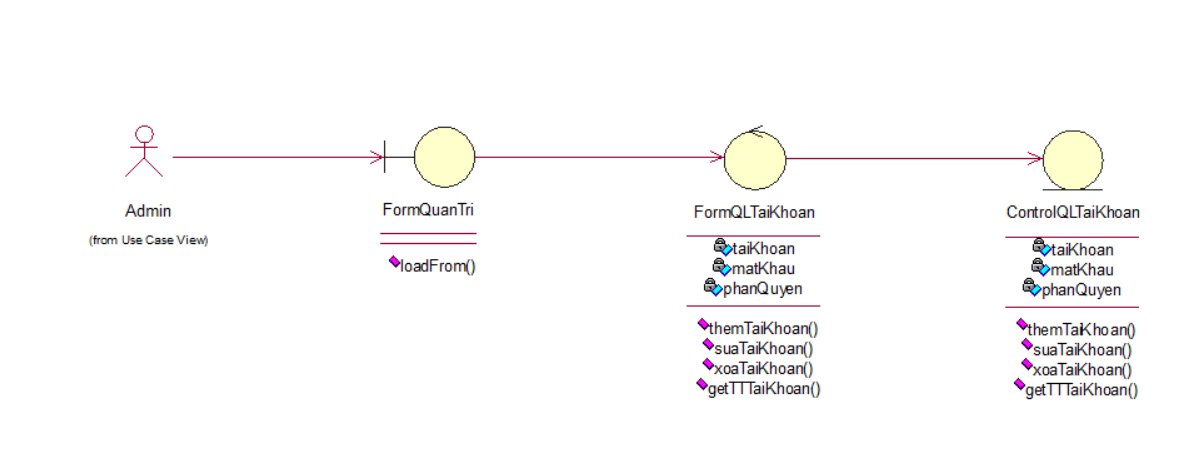 Admin
(from Use Case View)
FormQuanTri
loadFrom()
FormQLTaiKhoan
taiKhoan
matKhau
phanQuyen
themTaiKhoan()
suaTaiKhoan()
xoaTaiKhoan()
getTTTaiKhoan()
ControlQLTaiKhoan
taiKhoan
matKhau
phanQuyen
themTaiKhoan()
suaTaiKhoan()
xoaTaiKhoan()
getTTTaiKhoan()